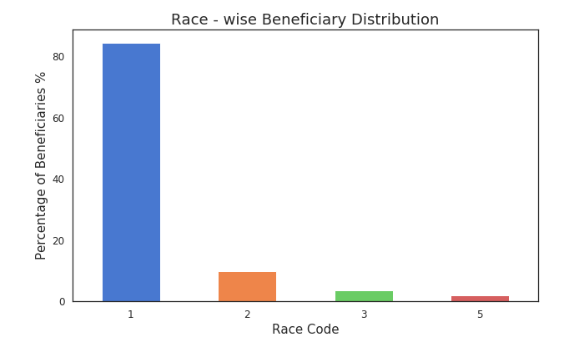 Race - wise Beneficiary Distribution
Percentage of Beneficiaries %
80
60
40
20
0
1 2 3 5
Race Code